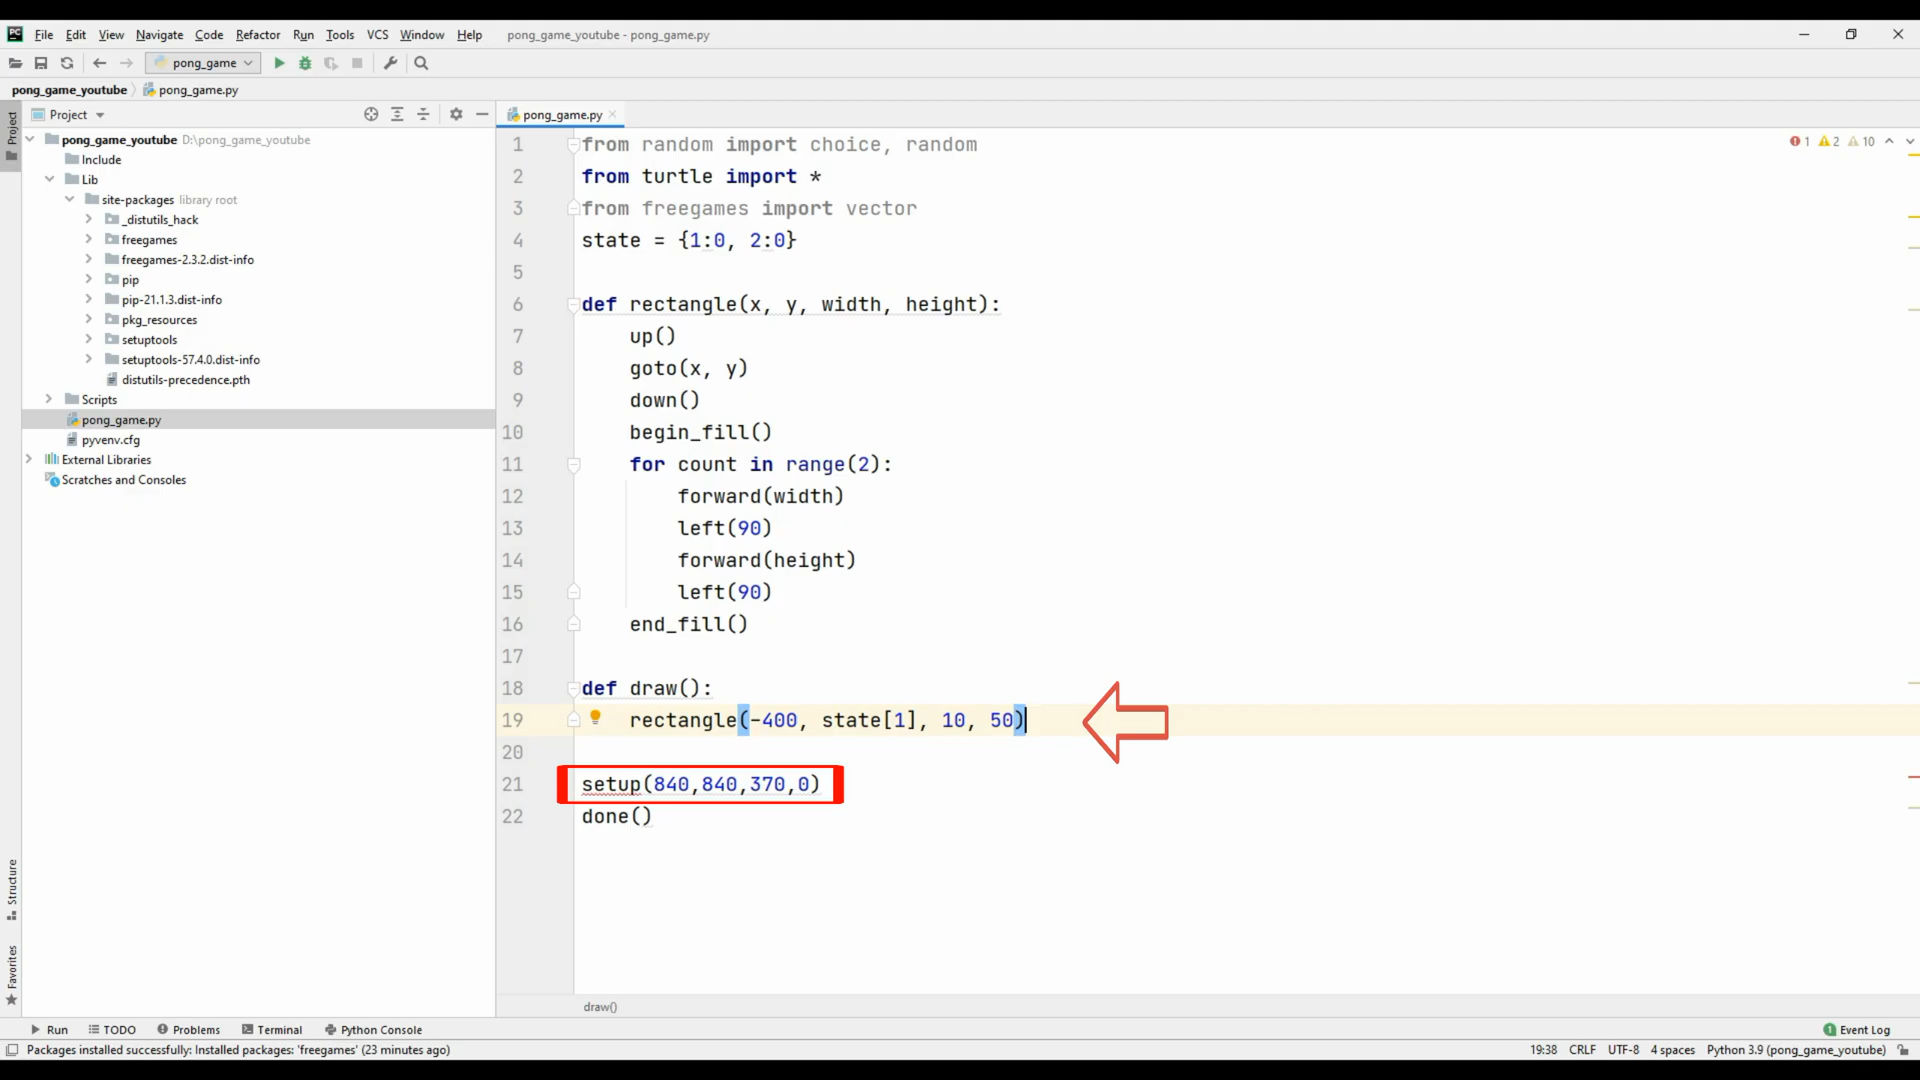 PC File Edit View Navigate Code Refactor Run Tools VCS Window Help pong_game_youtube - pong_game.py
pong_game
pong_game_youtube pong_game.py
Project
pong_game.py
pong_game_youtube D:\pong_game_youtube
Include
Lib
site-packages library root
_distutils_hack
freegames
freegames-2.3.2.dist-info
pip
pip-21.1.3.dist-info
pkg_resources
setuptools
setuptools-57.4.0.dist-info
distutils-precedence.pth
Scripts
pong_game.py
pyvenv.cfg
External Libraries
Scratches and Consoles
Project
Structure
Favorites
1 from random import choice, random
2 from turtle import *
3 from freegames import vector
4 state = {1:0, 2:0}
5
6 def rectangle(x, y, width, height):
7 up()
8 goto(x, y)
9 down()
10 begin_fill()
11 for count in range(2):
12 forward(width)
13 left(90)
14 forward(height)
15 left(90)
16 end_fill()
17
18 def draw():
19 rectangle(-400, state[1], 10, 50)
20
21 setup(840,840,370,0)
22 done()
1 2 10
draw()
Run TODO Problems Terminal Python Console 1 Event Log
Packages installed successfully: Installed packages: 'freegames' (23 minutes ago) 19:38 CRLF UTF-8 4 spaces Python 3.9 (pong_game_youtube)